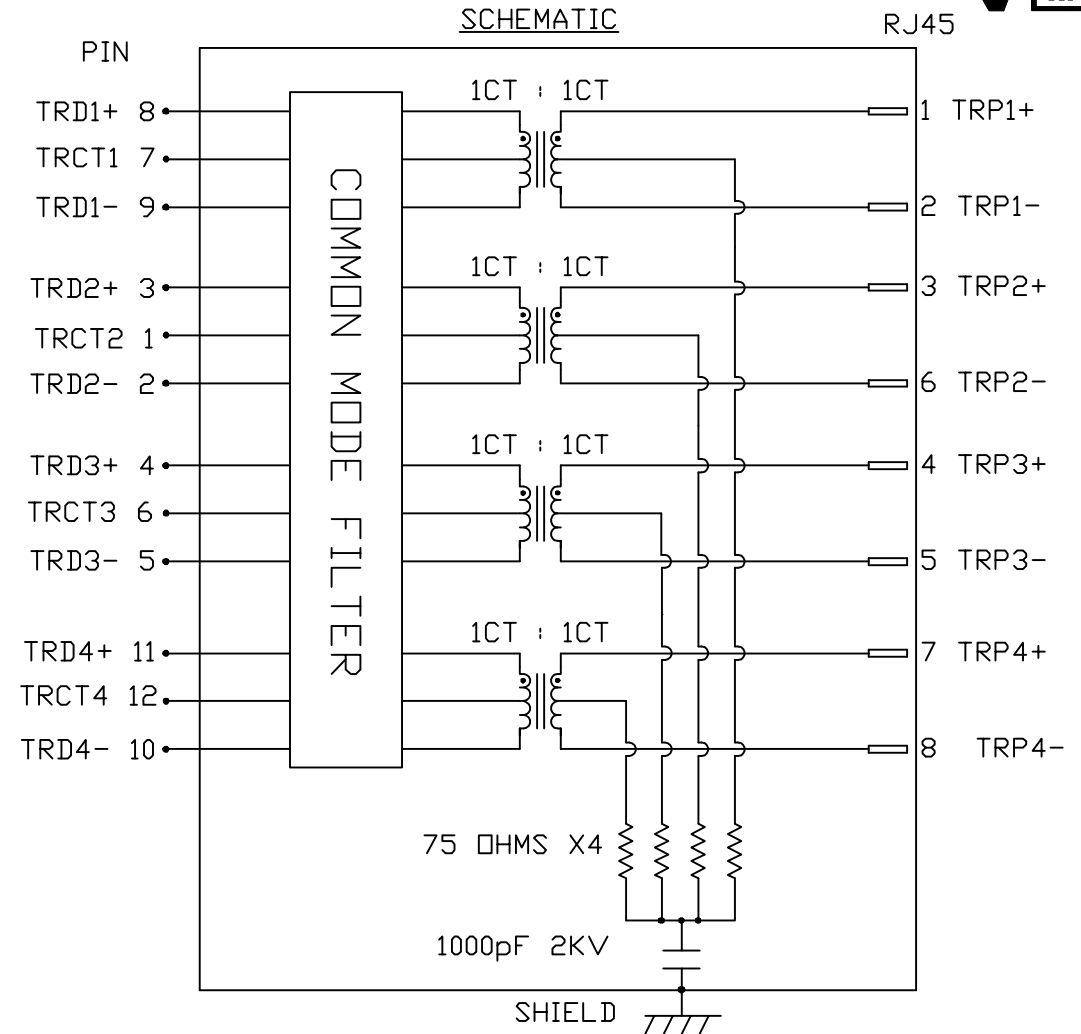 SCHEMATIC
RJ45
PIN
1CT : 1CT
TRD1+ 8
1 TRP1+
TRCT1 7
TRD1- 9
2 TRP1-
1CT : 1CT
TRD2+ 3
3 TRP2+
TRCT2 1
TRD2- 2
6 TRP2-
1CT : 1CT
TRD3+ 4
4 TRP3+
TRCT3 6
TRD3- 5
5 TRP3-
1CT : 1CT
TRD4+ 11
7 TRP4+
TRCT4 12
TRD4- 10
8 TRP4-
COMMON MODE FILTER
75 OHMS X4
1000pF 2KV
SHIELD